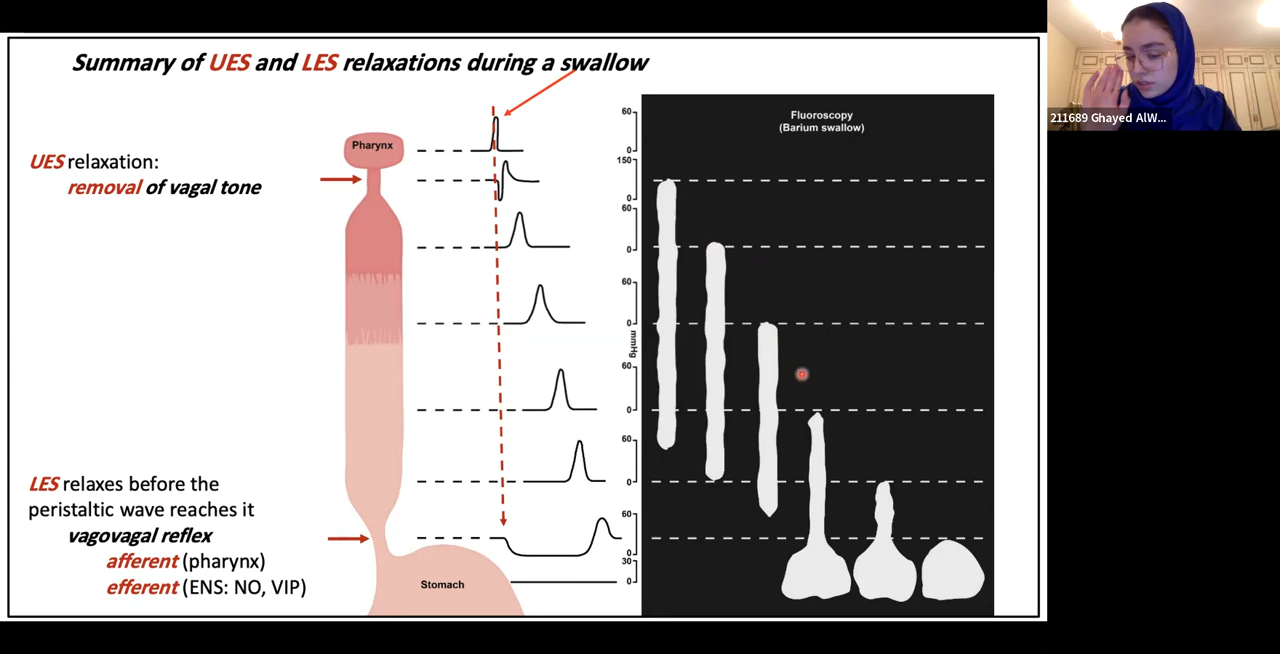 Summary of UES and LES relaxations during a swallow
211689 Ghayed AlW...
UES relaxation:
removal of vagal tone
Pharynx
Fluoroscopy
(Barium swallow)
60
0
150
0
60
0
60
0
mmHg
60
0
60
0
60
0
30
0
LES relaxes before the
peristaltic wave reaches it
vagovagal reflex
afferent (pharynx)
efferent (ENS: NO, VIP)
Stomach